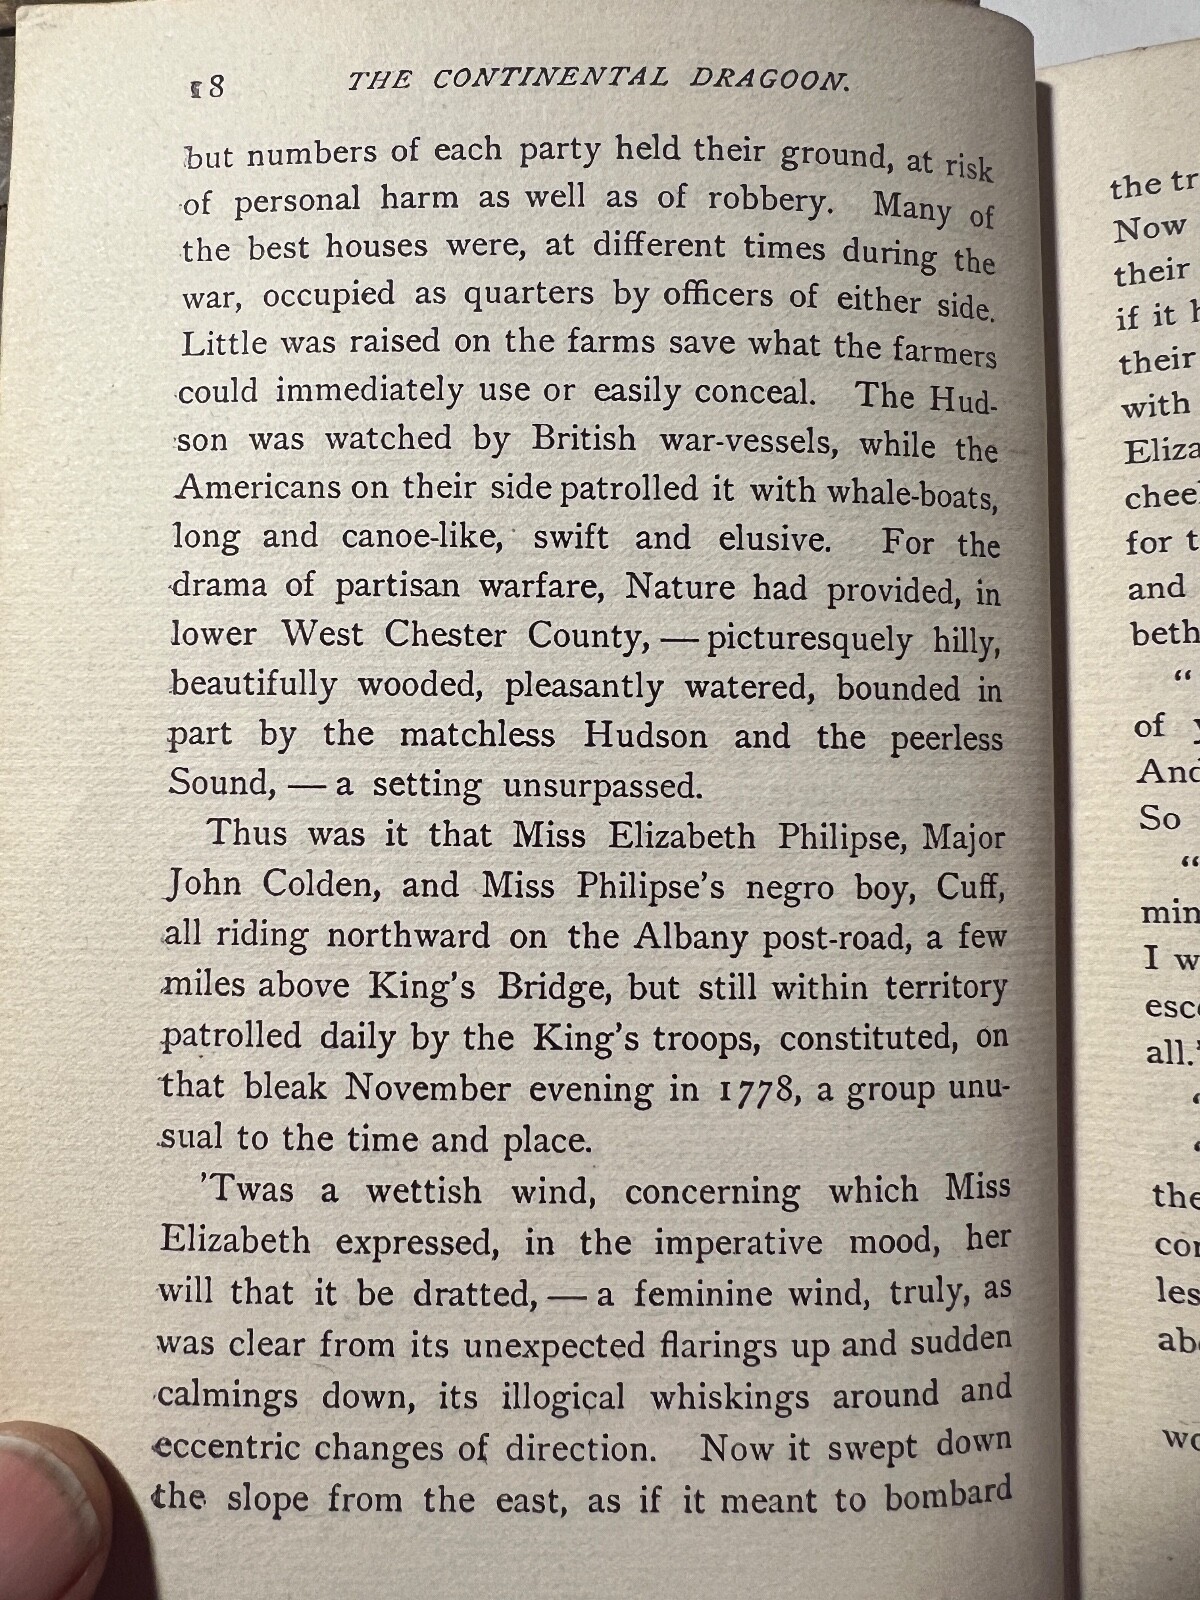 18 THE CONTINENTAL DRAGOON.
but numbers of each party held their ground, at risk
of personal harm as well as of robbery. Many of
the best houses were, at different times during the
war, occupied as quarters by officers of either side.
Little was raised on the farms save what the farmers
could immediately use or easily conceal. The Hud-
son was watched by British war-vessels, while the
Americans on their side patrolled it with whale-boats,
long and canoe-like, swift and elusive. For the
drama of partisan warfare, Nature had provided, in
lower West Chester County, — picturesquely hilly,
beautifully wooded, pleasantly watered, bounded in
part by the matchless Hudson and the peerless
Sound, — a setting unsurpassed.
Thus was it that Miss Elizabeth Philipse, Major
John Colden, and Miss Philipse's negro boy, Cuff,
all riding northward on the Albany post-road, a few
miles above King's Bridge, but still within territory
patrolled daily by the King's troops, constituted, on
that bleak November evening in 1778, a group unu-
sual to the time and place.
'Twas a wettish wind, concerning which Miss
Elizabeth expressed, in the imperative mood, her
will that it be dratted, — a feminine wind, truly, as
was clear from its unexpected flarings up and sudden
calmings down, its illogical whiskings around and
eccentric changes of direction. Now it swept down
the slope from the east, as if it meant to bombard
the
Now
their
if it
their
with
for
and
beth
"
of
So
"
I
all."
the